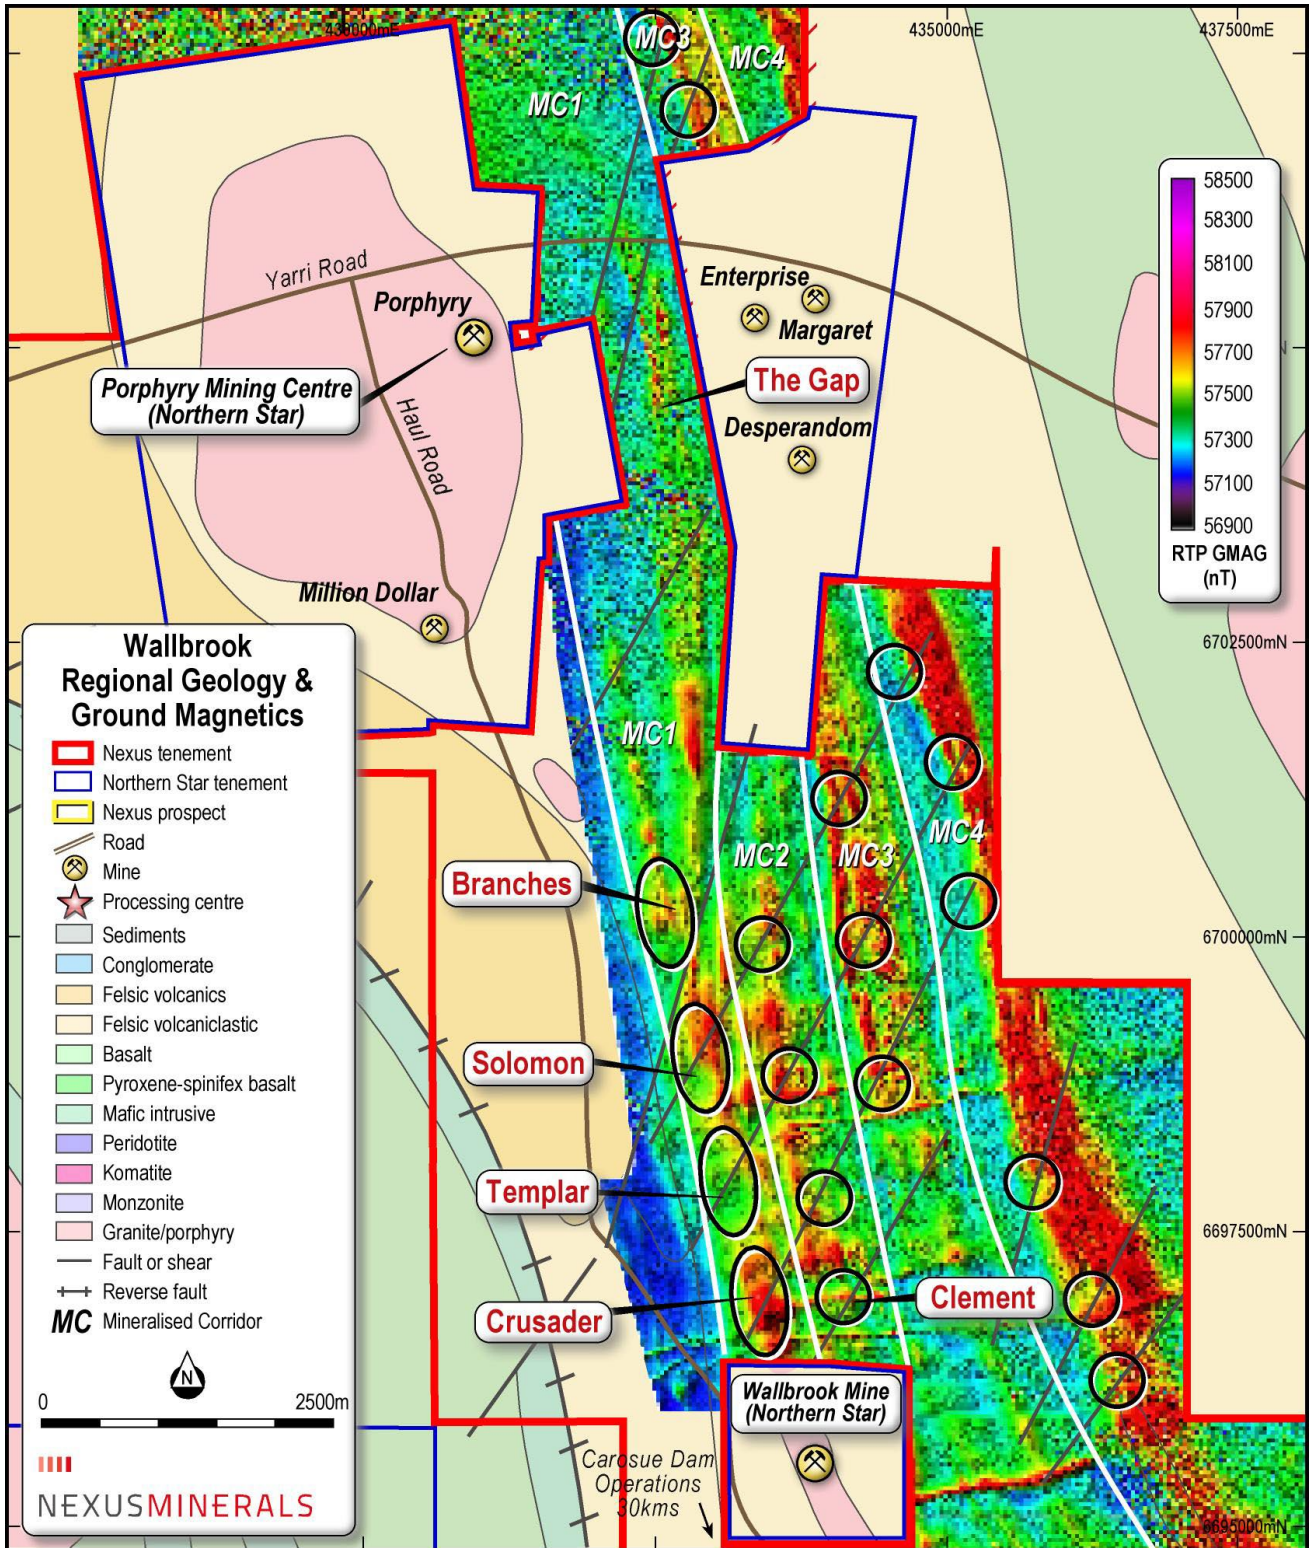 430000mE
435000mE
437500mE
MC3
MC4
MC1
58500
58300
58100
57900
57700
57500
57300
57100
56900
RTP GMAG
(nT)
Yarri Road
Porphyry
Enterprise
Margaret
The Gap
Porphyry Mining Centre
(Northern Star)
Haul Road
Desperandom
N
Million Dollar
6702500mN
Wallbrook
Regional Geology &
Ground Magnetics
Nexus tenement
Northern Star tenement
Nexus prospect
Road
Mine
Processing centre
Sediments
Conglomerate
Felsic volcanics
Felsic volcaniclastic
Basalt
Pyroxene-spinifex basalt
Mafic intrusive
Peridotite
Komatite
Monzonite
Granite/porphyry
Fault or shear
Reverse fault
MC Mineralised Corridor
N
0 2500m
NEXUSMINERALS
MC1
MC2
MC3
MC4
Branches
6700000mN
Solomon
Templar
6697500mN
Crusader
Clement
Wallbrook Mine
(Northern Star)
Carosue Dam
Operations
30kms
6695000mN